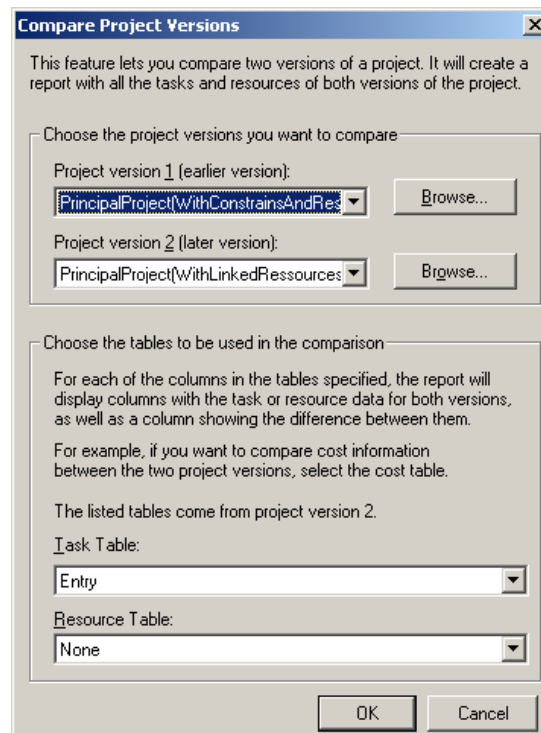 Compare Project Versions
This feature lets you compare two versions of a project. It will create a
report with all the tasks and resources of both versions of the project.
Choose the project versions you want to compare
Project version 1 (earlier version):
PrincipalProject(WithConstrainsAndRes
Browse...
Project version 2 (later version):
PrincipalProject(WithLinkedRessources
Browse...
Choose the tables to be used in the comparison
For each of the columns in the tables specified, the report will
display columns with the task or resource data for both versions,
as well as a column showing the difference between them.
For example, if you want to compare cost information
between the two project versions, select the cost table.
The listed tables come from project version 2.
Task Table:
Entry
Resource Table:
None
OK
Cancel